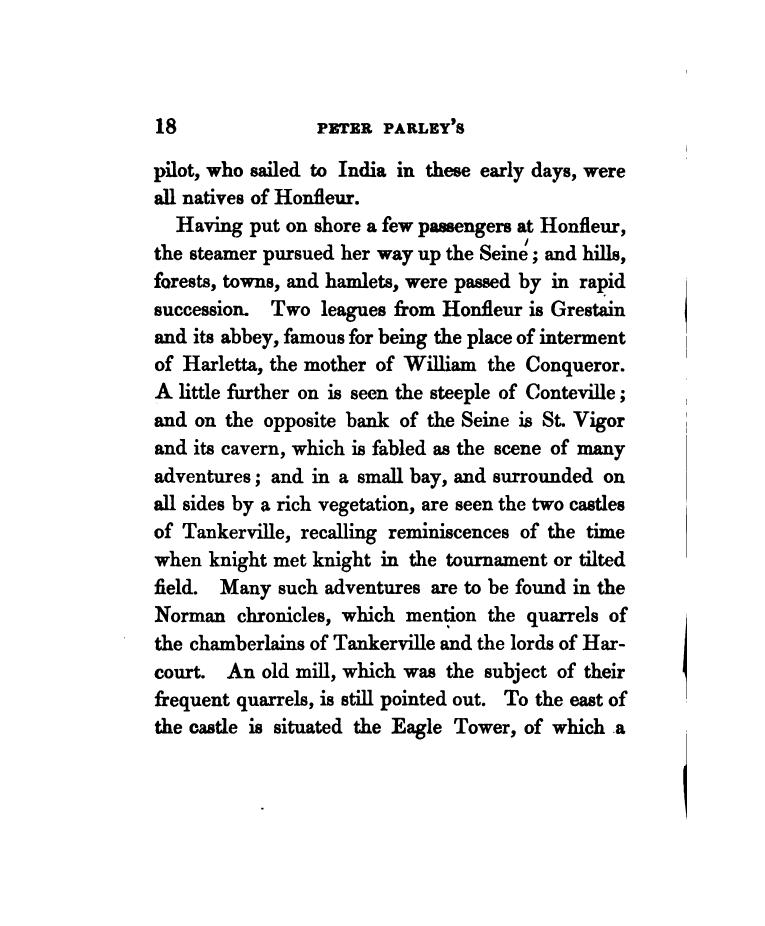 18 PETER PARLEY'S
pilot, who sailed to India in these early days, were
all natives of Honfleur.
Having put on shore a few passengers at Honfleur,
the steamer pursued her way up the Seine; and hills,
forests, towns, and hamlets, were passed by in rapid
succession. Two leagues from Honfleur is Grestain
and its abbey, famous for being the place of interment
of Harletta, the mother of William the Conqueror.
A little further on is seen the steeple of Conteville;
and on the opposite bank of the Seine is St. Vigor
and its cavern, which is fabled as the scene of many
adventures; and in a small bay, and surrounded on
all sides by a rich vegetation, are seen the two castles
of Tankerville, recalling reminiscences of the time
when knight met knight in the tournament or tilted
field. Many such adventures are to be found in the
Norman chronicles, which mention the quarrels of
the chamberlains of Tankerville and the lords of Har-
court. An old mill, which was the subject of their
frequent quarrels, is still pointed out. To the east of
the castle is situated the Eagle Tower, of which a